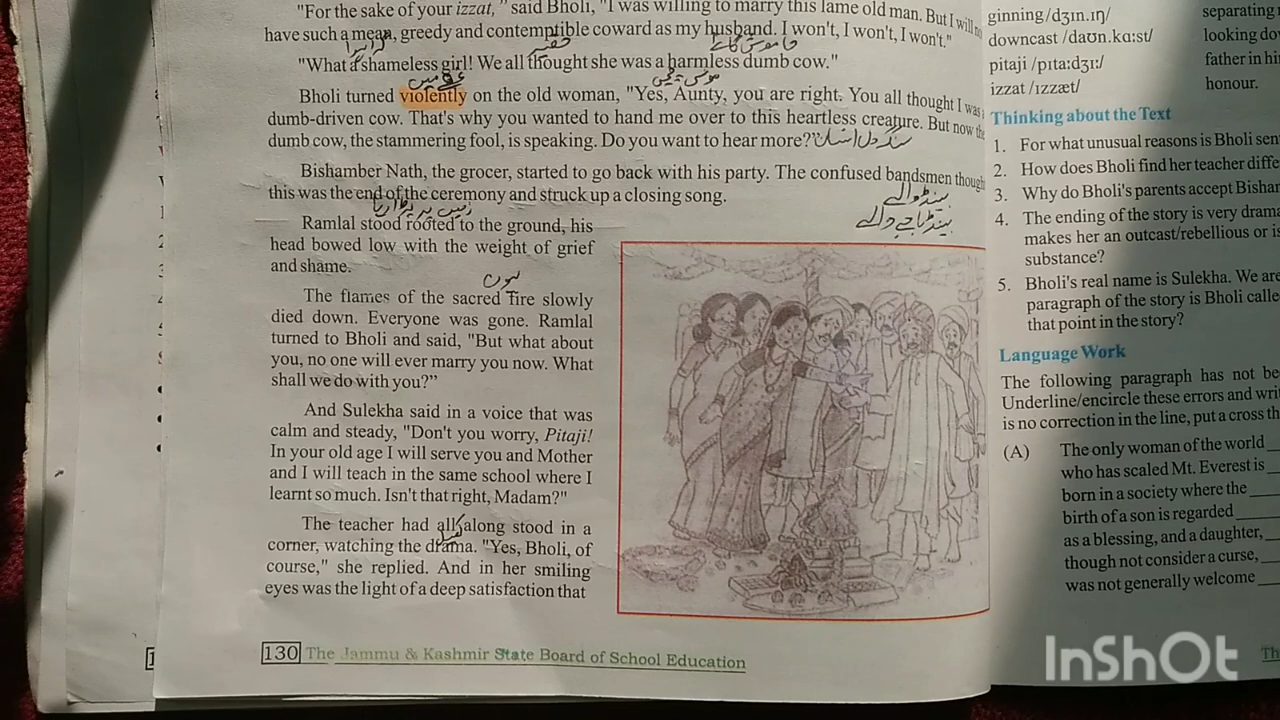 "For the sake of your izzat," said Bholi, "I was willing to marry this lame old man. But I will
have such a mean, greedy and contemptible coward as my husband. I won't, I won't, I won't."
"What a shameless girl! We all thought she was a harmless dumb cow."
Bholi turned violently on the old woman, "Yes, Aunty, you are right. You all thought I was
dumb-driven cow. That's why you wanted to hand me over to this heartless creature. But now the
dumb cow, the stammering fool, is speaking. Do you want to hear more?"
Bishamber Nath, the grocer, started to go back with his party. The confused bandsmen though
this was the end of the ceremony and struck up a closing song.
بینڈ والے
بینڈ باجے والے
Ramlal stood rooted to the ground, his
head bowed low with the weight of grief
and shame.
The flames of the sacred fire slowly
died down. Everyone was gone. Ramlal
turned to Bholi and said, "But what about
you, no one will ever marry you now. What
shall we do with you?"
And Sulekha said in a voice that was
calm and steady, "Don't you worry, Pitaji!
In your old age I will serve you and Mother
and I will teach in the same school where I
learnt so much. Isn't that right, Madam?"
The teacher had all along stood in a
corner, watching the drama. "Yes, Bholi, of
course," she replied. And in her smiling
eyes was the light of a deep satisfaction that
130 The Jammu & Kashmir State Board of School Education
ginning /dʒɪn.ɪŋ/ separating
downcast /daʊn.kɑːst/ looking do
pitaji /pɪtaːdʒɪː/ father in hi
izzat /ɪzzæt/ honour.
Thinking about the Text
1. For what unusual reasons is Bholi sen
2. How does Bholi find her teacher diffe
3. Why do Bholi's parents accept Bisham
4. The ending of the story is very drama
makes her an outcast/rebellious or is
substance?
5. Bholi's real name is Sulekha. We are
paragraph of the story is Bholi calle
that point in the story?
Language Work
The following paragraph has not be
Underline/encircle these errors and writ
is no correction in the line, put a cross th
(A) The only woman of the world
who has scaled Mt. Everest is
born in a society where the
birth of a son is regarded
as a blessing, and a daughter,
though not consider a curse,
was not generally welcome
Th
InShOt